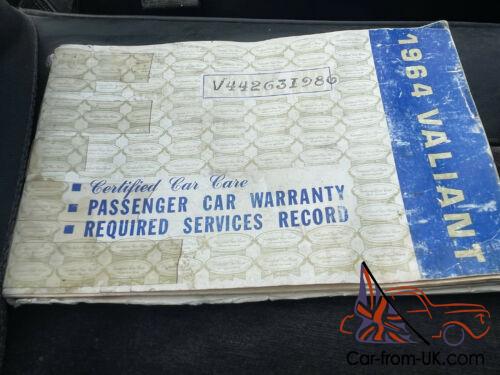 V442631986
1964 VALIANT
Certified Car Care
PASSENGER CAR WARRANTY
REQUIRED SERVICES RECORD
Car-from-UK.com